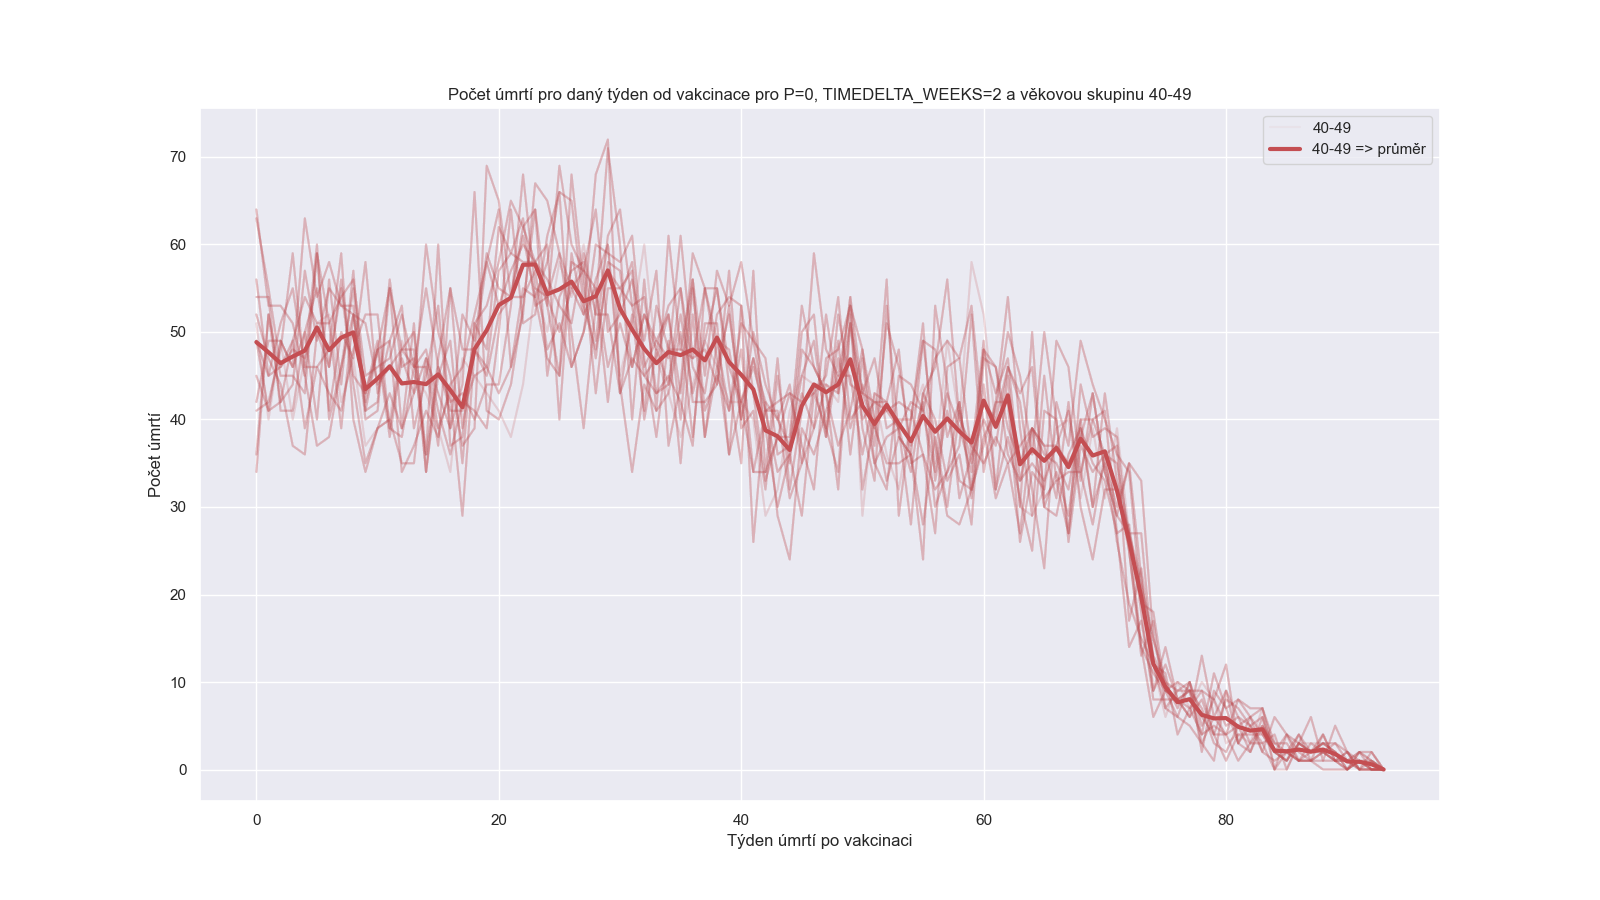 Počet úmrtí pro daný týden od vakcinace pro P=0, TIMEDELTA_WEEKS=2 a věkovou skupinu 40-49
40-49
40-49 => průměr
70
60
50
40
30
20
10
0
Počet úmrtí
0 20 40 60 80
Týden úmrtí po vakcinaci